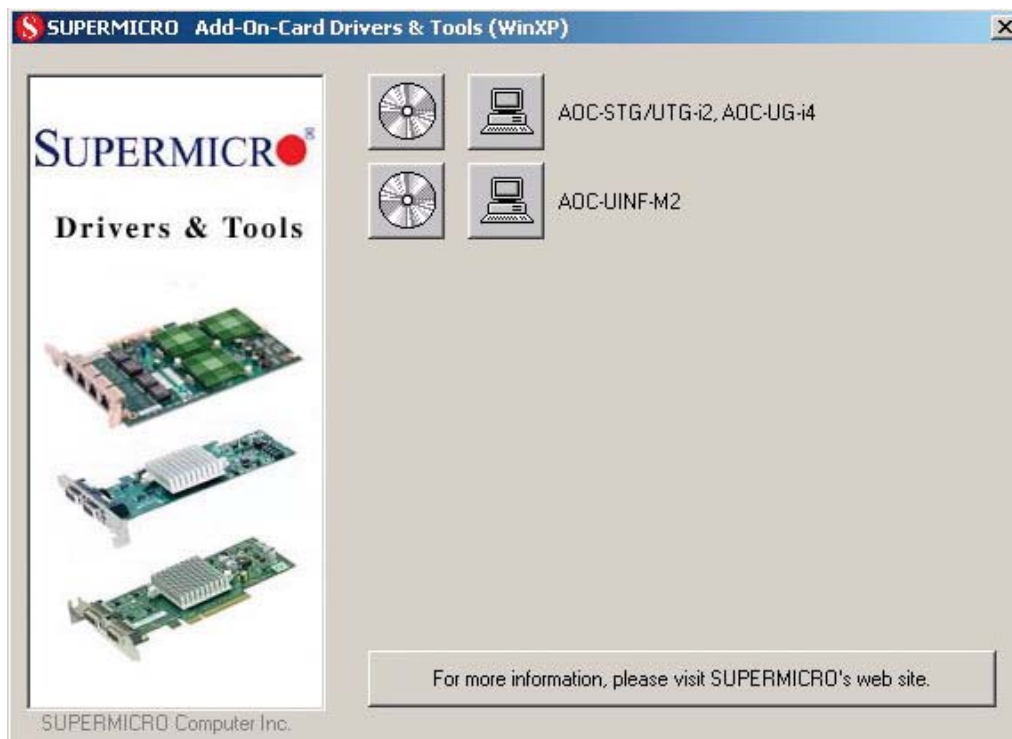 SUPERMICRO Add-On-Card Drivers & Tools (WinXP)
SUPERMICRO®
Drivers & Tools
AOC-STG/UTG-i2, AOC-UG-i4
AOC-UINF-M2
For more information, please visit SUPERMICRO's web site.
SUPERMICRO Computer Inc.